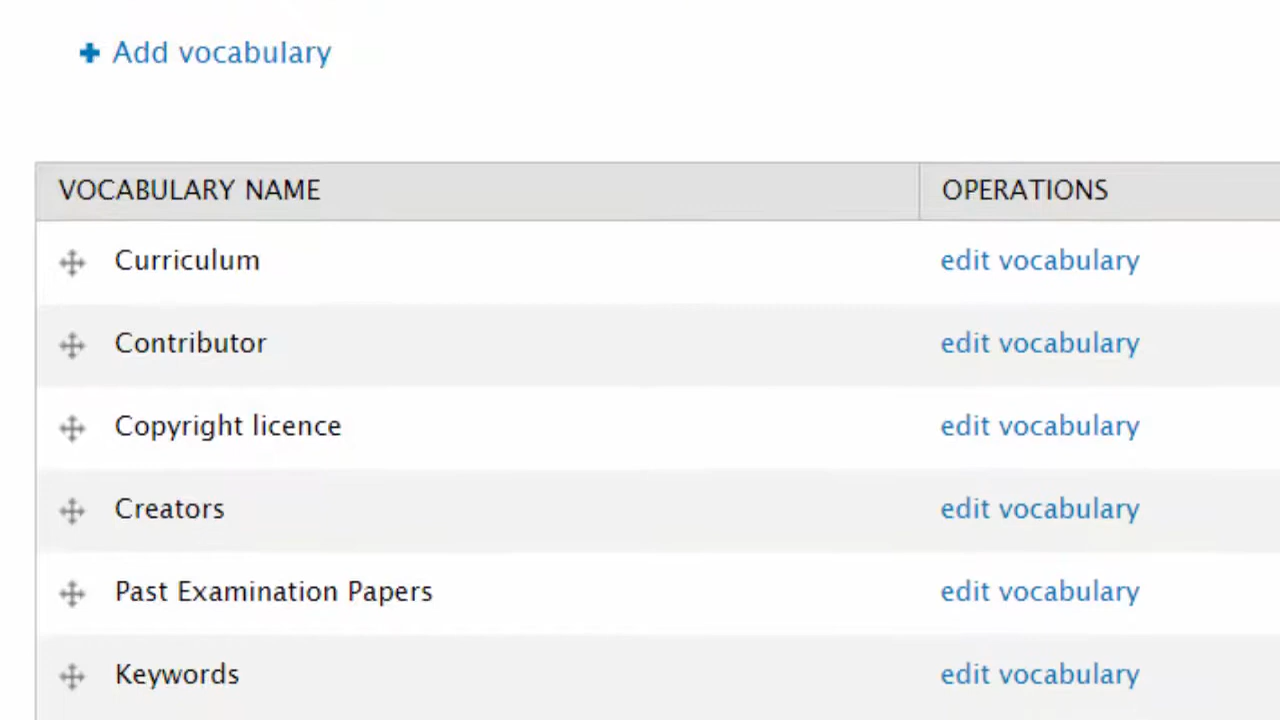 Add vocabulary
VOCABULARY NAME OPERATIONS
Curriculum edit vocabulary
Contributor edit vocabulary
Copyright licence edit vocabulary
Creators edit vocabulary
Past Examination Papers edit vocabulary
Keywords edit vocabulary